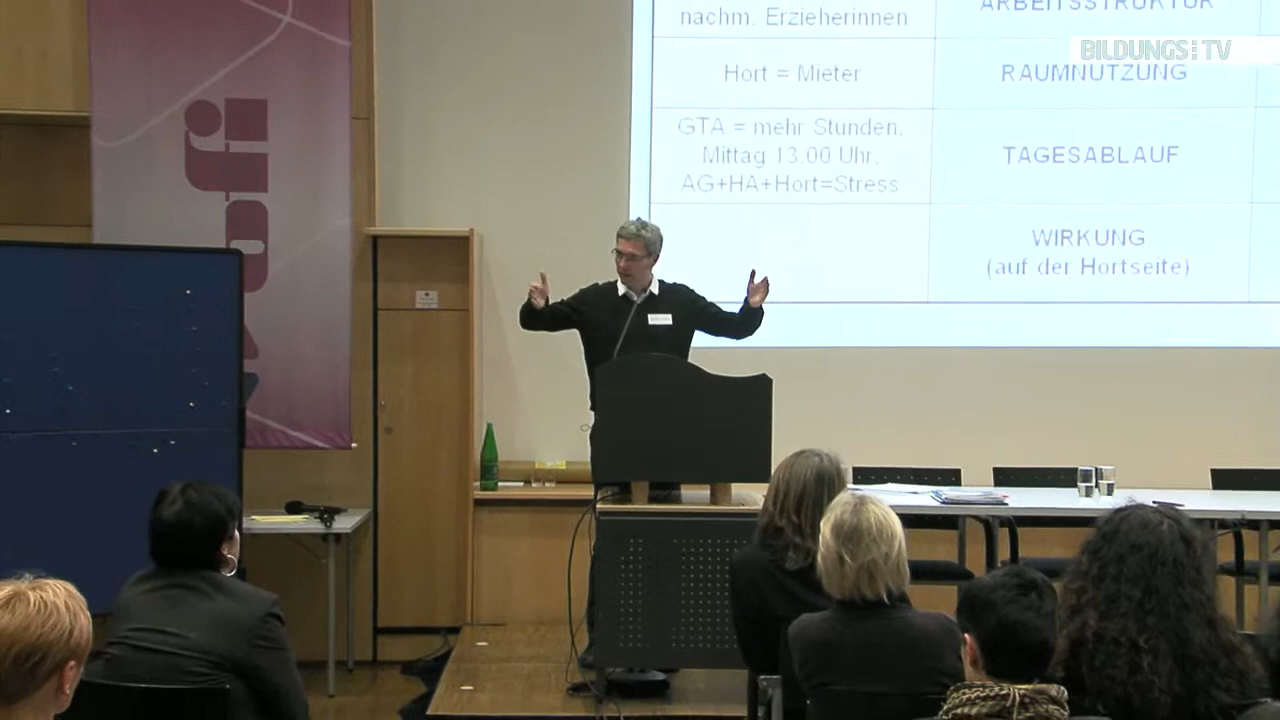 nachm. Erzieherinnen
ARBEITSSTRUKTUR
BILDUNGS TV
Hort = Mieter
RAUMNUTZUNG
GTA = mehr Stunden.
Mittag 13.00 Uhr.
AG+HA+Hort=Stress
TAGESABLAUF
WIRKUNG
(auf der Hortseite)